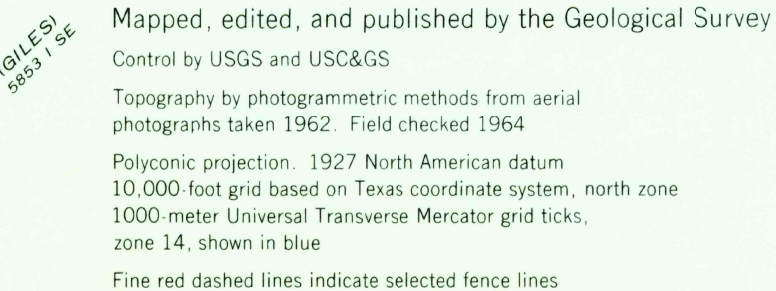 (GILES)
5853 I SE
Mapped, edited, and published by the Geological Survey
Control by USGS and USC&GS
Topography by photogrammetric methods from aerial
photographs taken 1962. Field checked 1964
Polyconic projection. 1927 North American datum
10,000-foot grid based on Texas coordinate system, north zone
1000-meter Universal Transverse Mercator grid ticks,
zone 14, shown in blue
Fine red dashed lines indicate selected fence lines